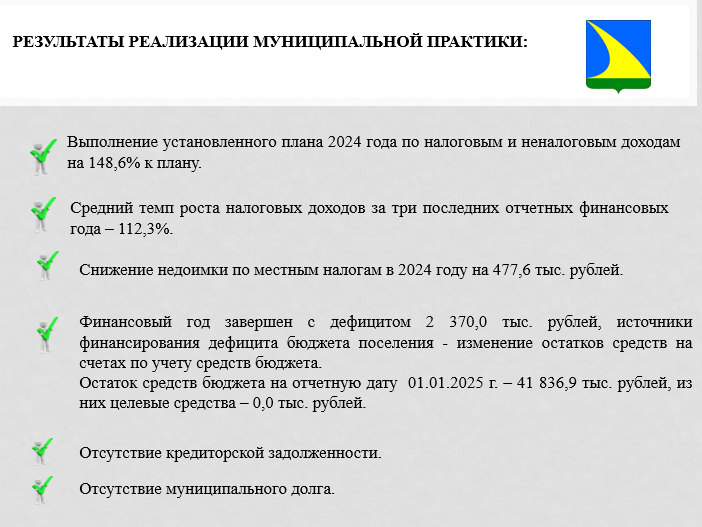 РЕЗУЛЬТАТЫ РЕАЛИЗАЦИИ МУНИЦИПАЛЬНОЙ ПРАКТИКИ:
Выполнение установленного плана 2024 года по налоговым и неналоговым доходам
на 148,6% к плану.
Средний темп роста налоговых доходов за три последних отчетных финансовых
года – 112,3%.
Снижение недоимки по местным налогам в 2024 году на 477,6 тыс. рублей.
Финансовый год завершен с дефицитом 2 370,0 тыс. рублей, источники
финансирования дефицита бюджета поселения - изменение остатков средств на
счетах по учету средств бюджета.
Остаток средств бюджета на отчетную дату 01.01.2025 г. – 41 836,9 тыс. рублей, из
них целевые средства – 0,0 тыс. рублей.
Отсутствие кредиторской задолженности.
Отсутствие муниципального долга.